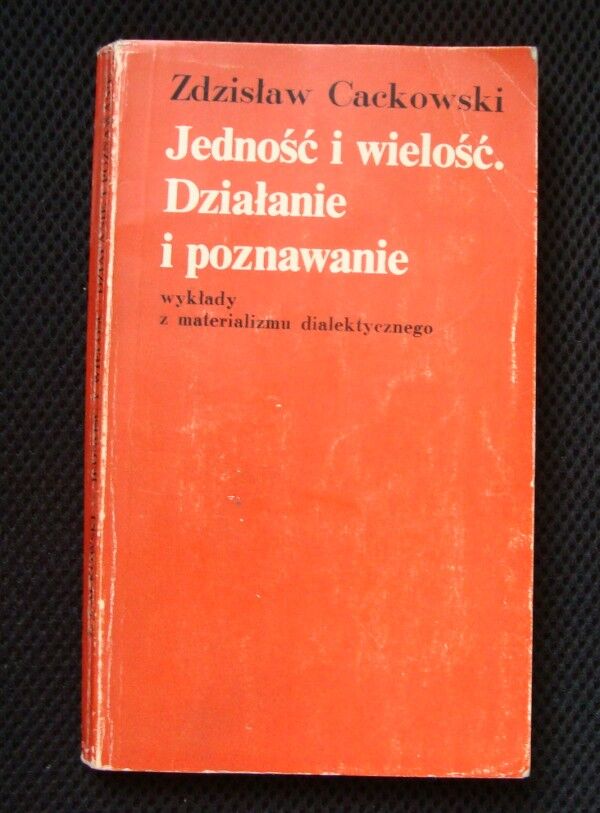 Zdzisław Cackowski
Jedność i wielość.
Działanie
i poznawanie
wykłady
z materializmu dialektycznego